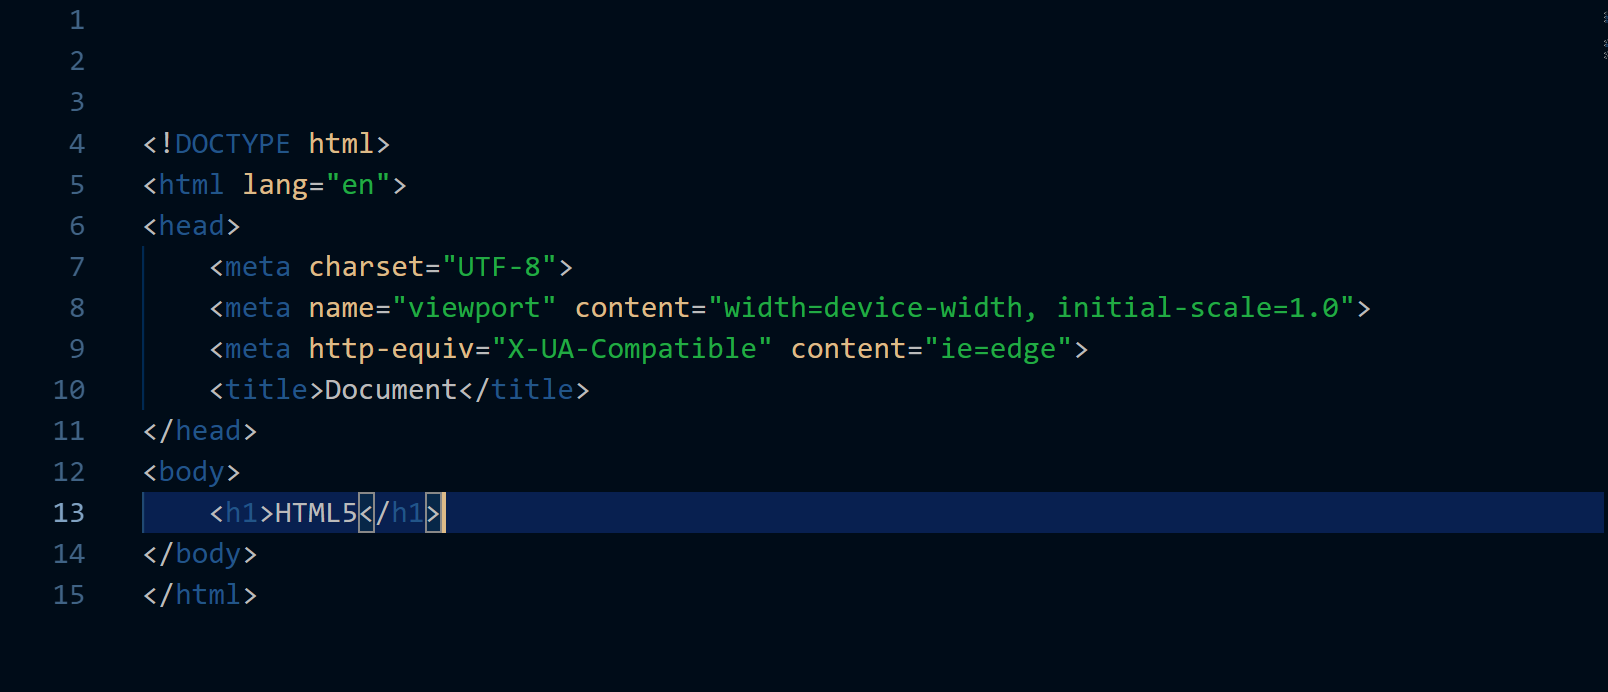 1
2
3
4 <!DOCTYPE html>
5 <html lang="en">
6 <head>
7     <meta charset="UTF-8">
8     <meta name="viewport" content="width=device-width, initial-scale=1.0">
9     <meta http-equiv="X-UA-Compatible" content="ie=edge">
10     <title>Document</title>
11 </head>
12 <body>
13     <h1>HTML5</h1>
14 </body>
15 </html>